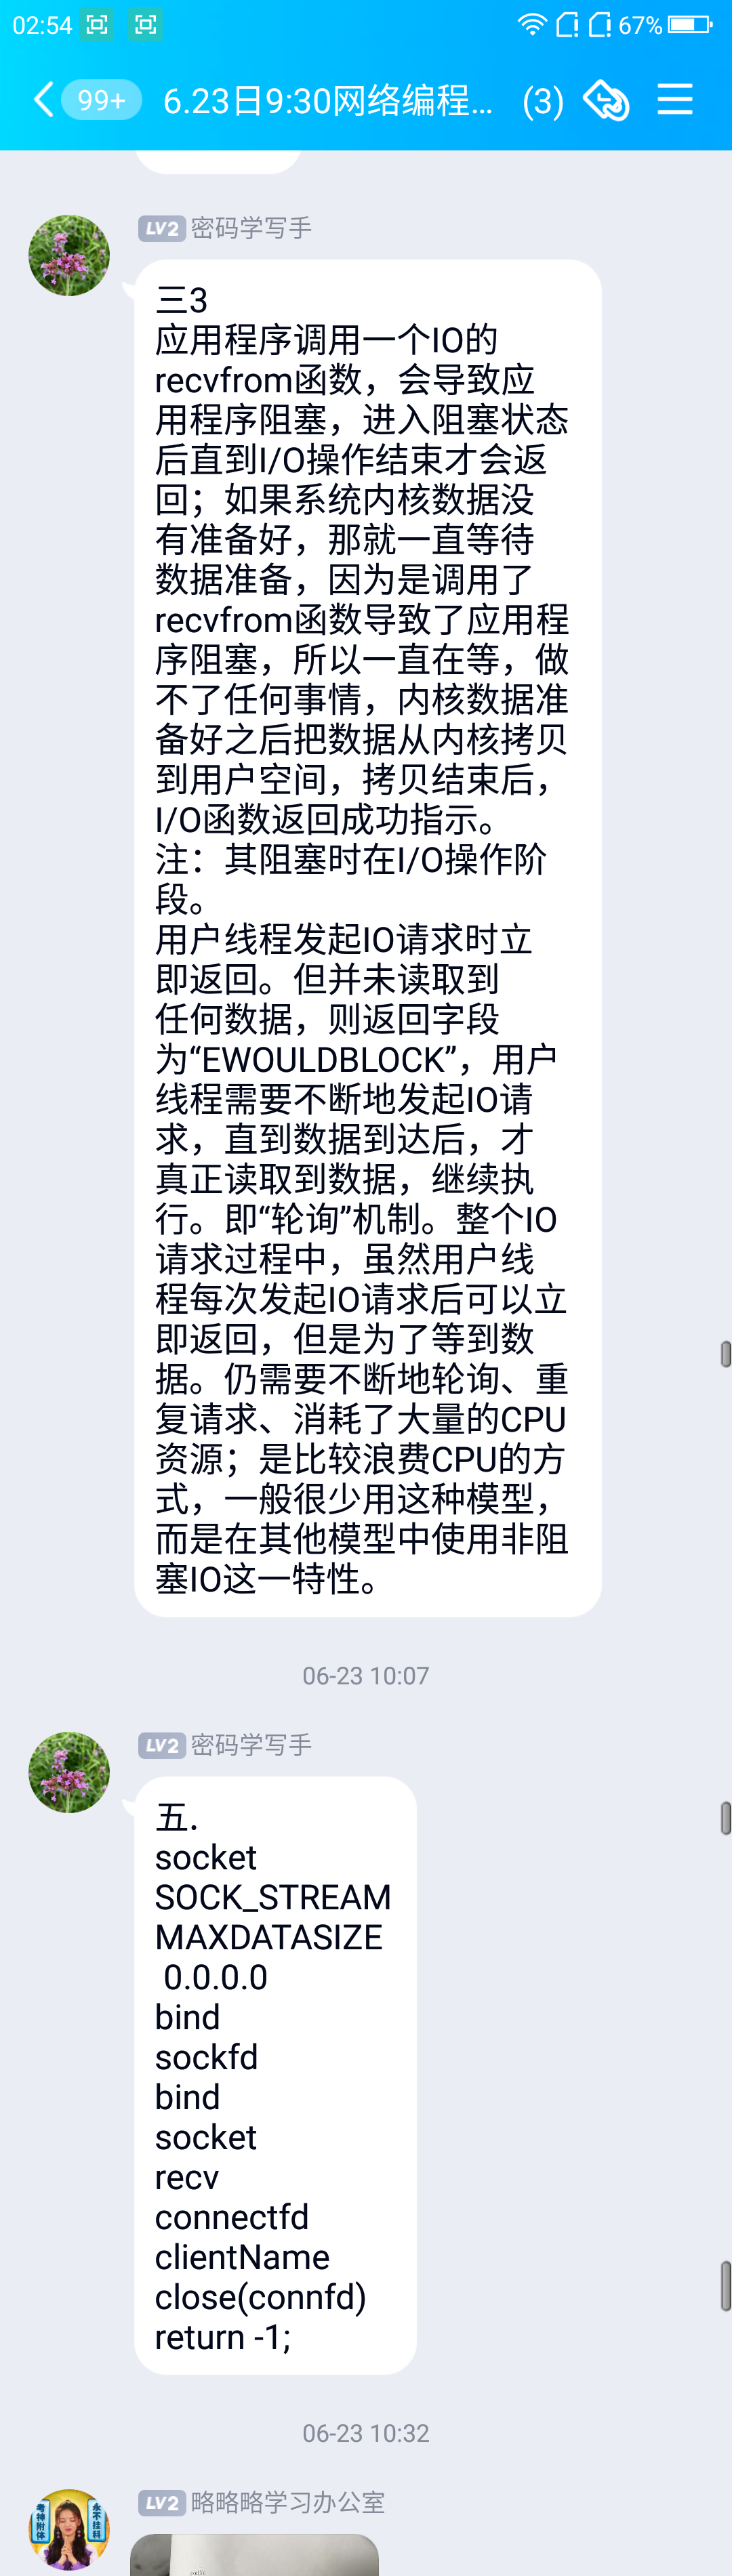 02:54
67%
99+
6.23日9:30网络编程... (3)
LV2 密码学写手
三3
应用程序调用一个IO的
recvfrom函数，会导致应
用程序阻塞，进入阻塞状态
后直到I/O操作结束才会返
回；如果系统内核数据没
有准备好，那就一直等待
数据准备，因为是调用了
recvfrom函数导致了应用程
序阻塞，所以一直在等，做
不了任何事情，内核数据准
备好之后把数据从内核拷贝
到用户空间，拷贝结束后，
I/O函数返回成功指示。
注：其阻塞时在I/O操作阶
段。
用户线程发起IO请求时立
即返回。但并未读取到
任何数据，则返回字段
为“EWOULDBLOCK”，用户
线程需要不断地发起IO请
求，直到数据到达后，才
真正读取到数据，继续执
行。即“轮询”机制。整个IO
请求过程中，虽然用户线
程每次发起IO请求后可以立
即返回，但是为了等到数
据。仍需要不断地轮询、重
复请求、消耗了大量的CPU
资源；是比较浪费CPU的方
式，一般很少用这种模型，
而是在其他模型中使用非阻
塞IO这一特性。
06-23 10:07
LV2 密码学写手
五.
socket
SOCK_STREAM
MAXDATASIZE
0.0.0.0
bind
sockfd
bind
socket
recv
connectfd
clientName
close(connfd)
return -1;
06-23 10:32
LV2 略略略学习办公室
考神附体
永不挂科